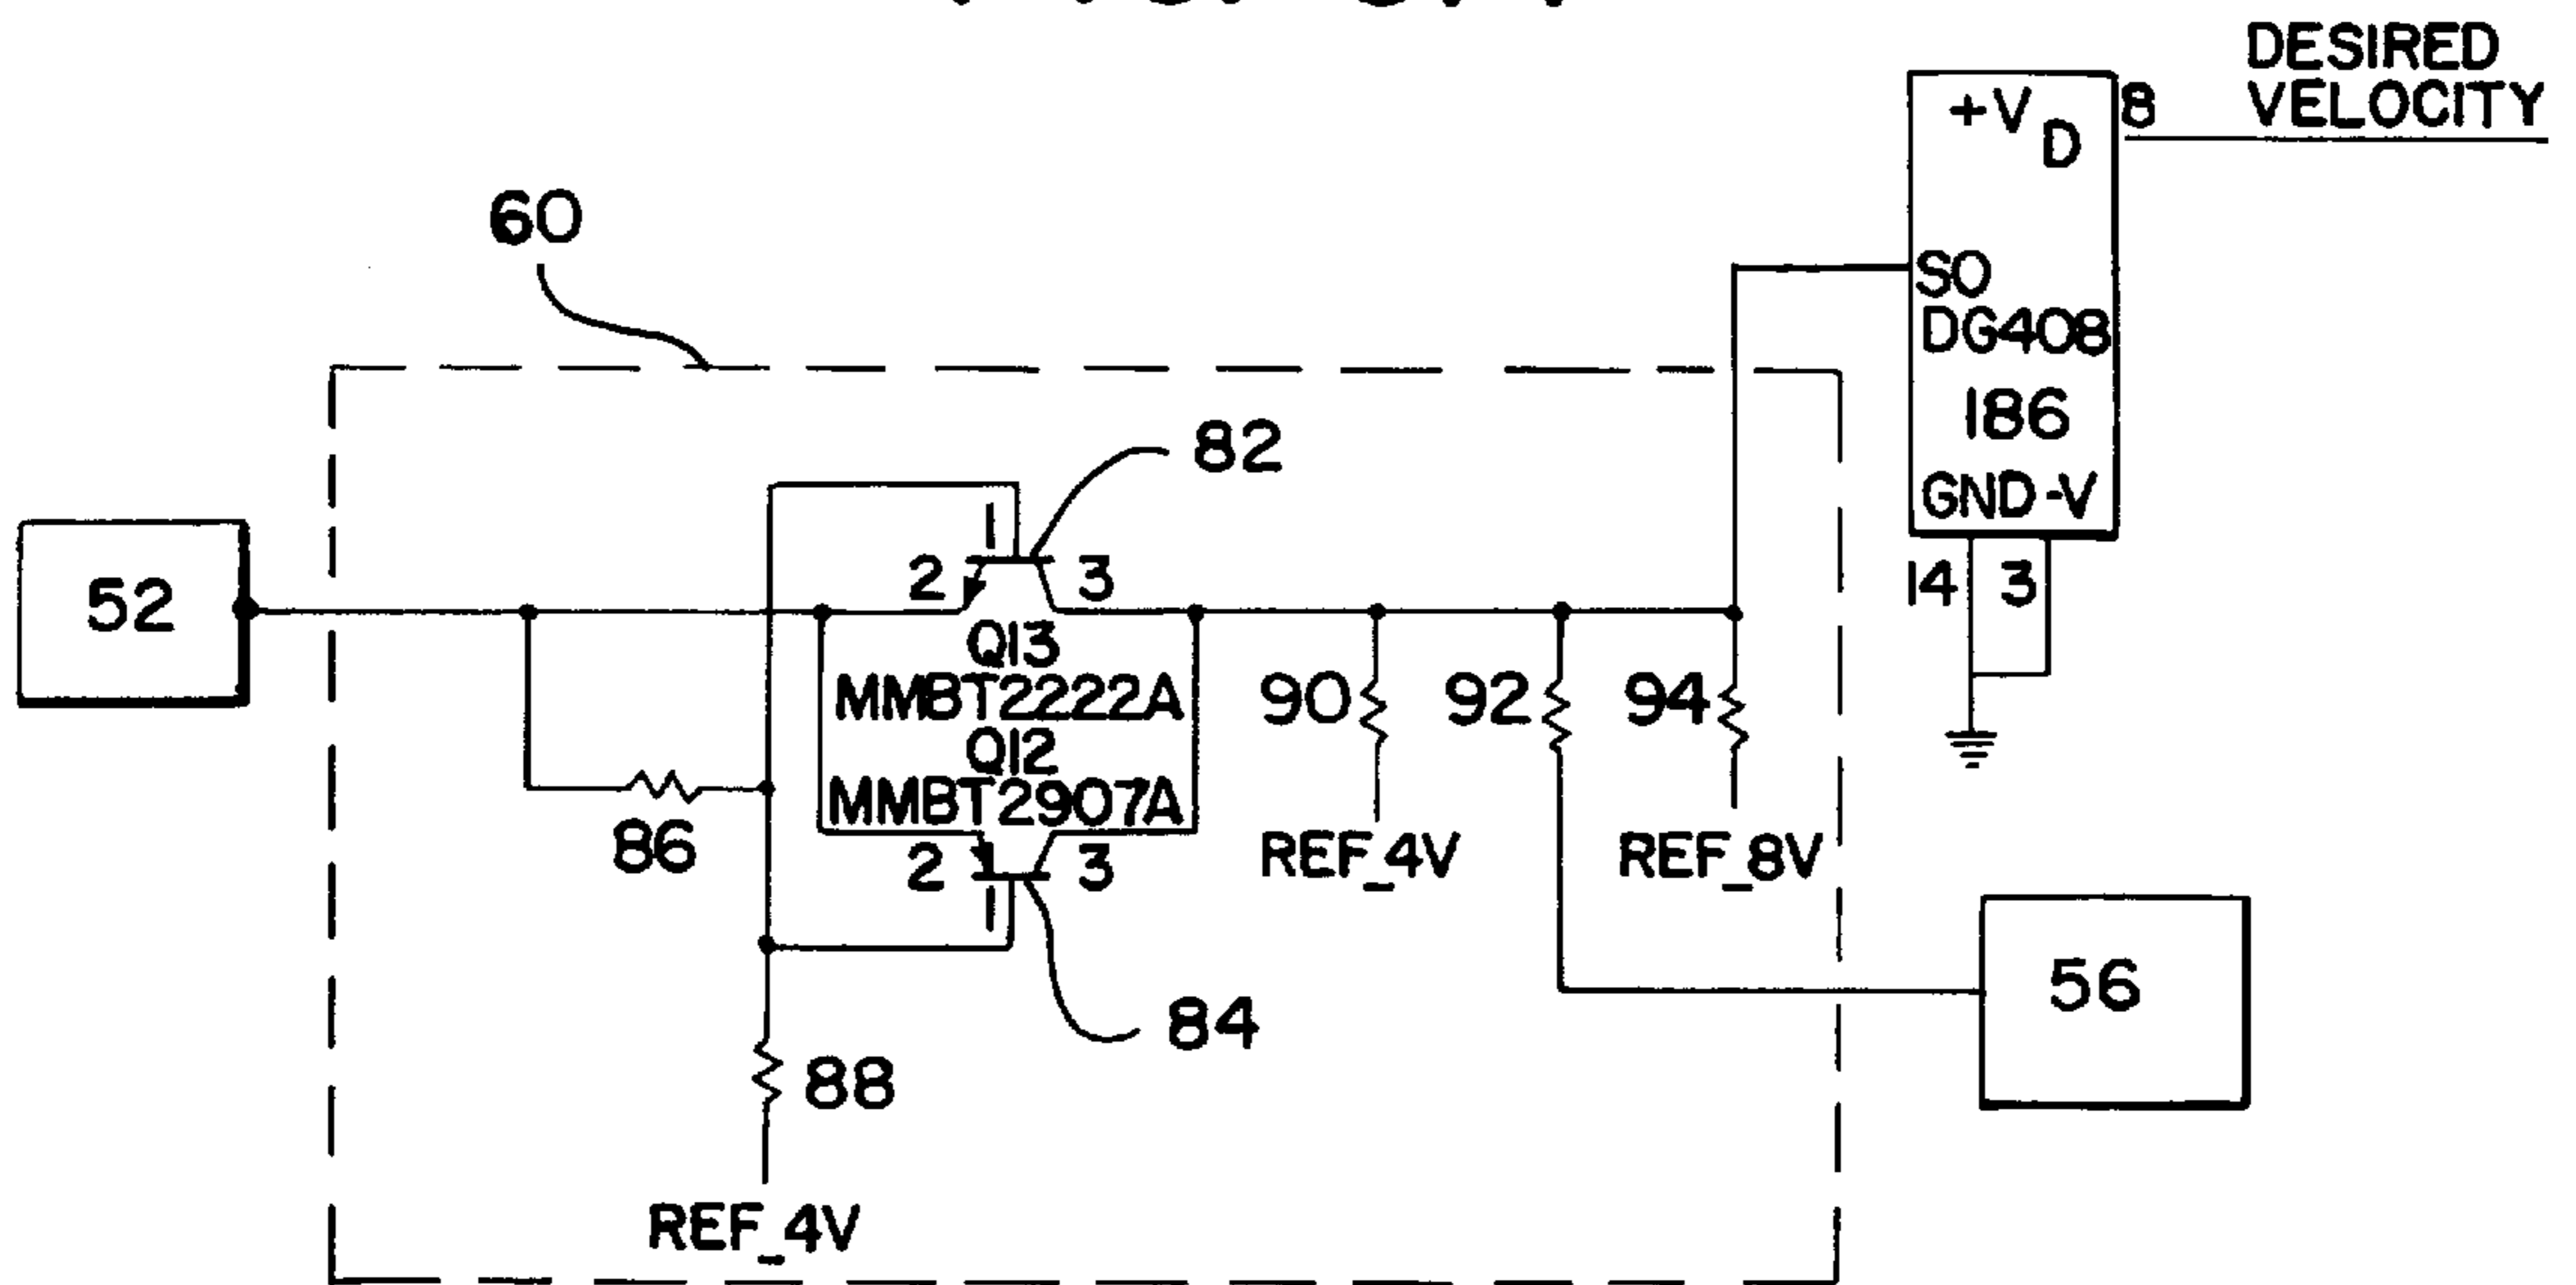 DESIRED
VELOCITY
+V
D
8
60
SO
DG408
186
GND -V
14 3
82
1
2 3
52
Q13
MMBT2222A
Q12
MMBT2907A
90 92 94
86
2 3
1
REF_4V REF_8V
84
56
88
REF_4V